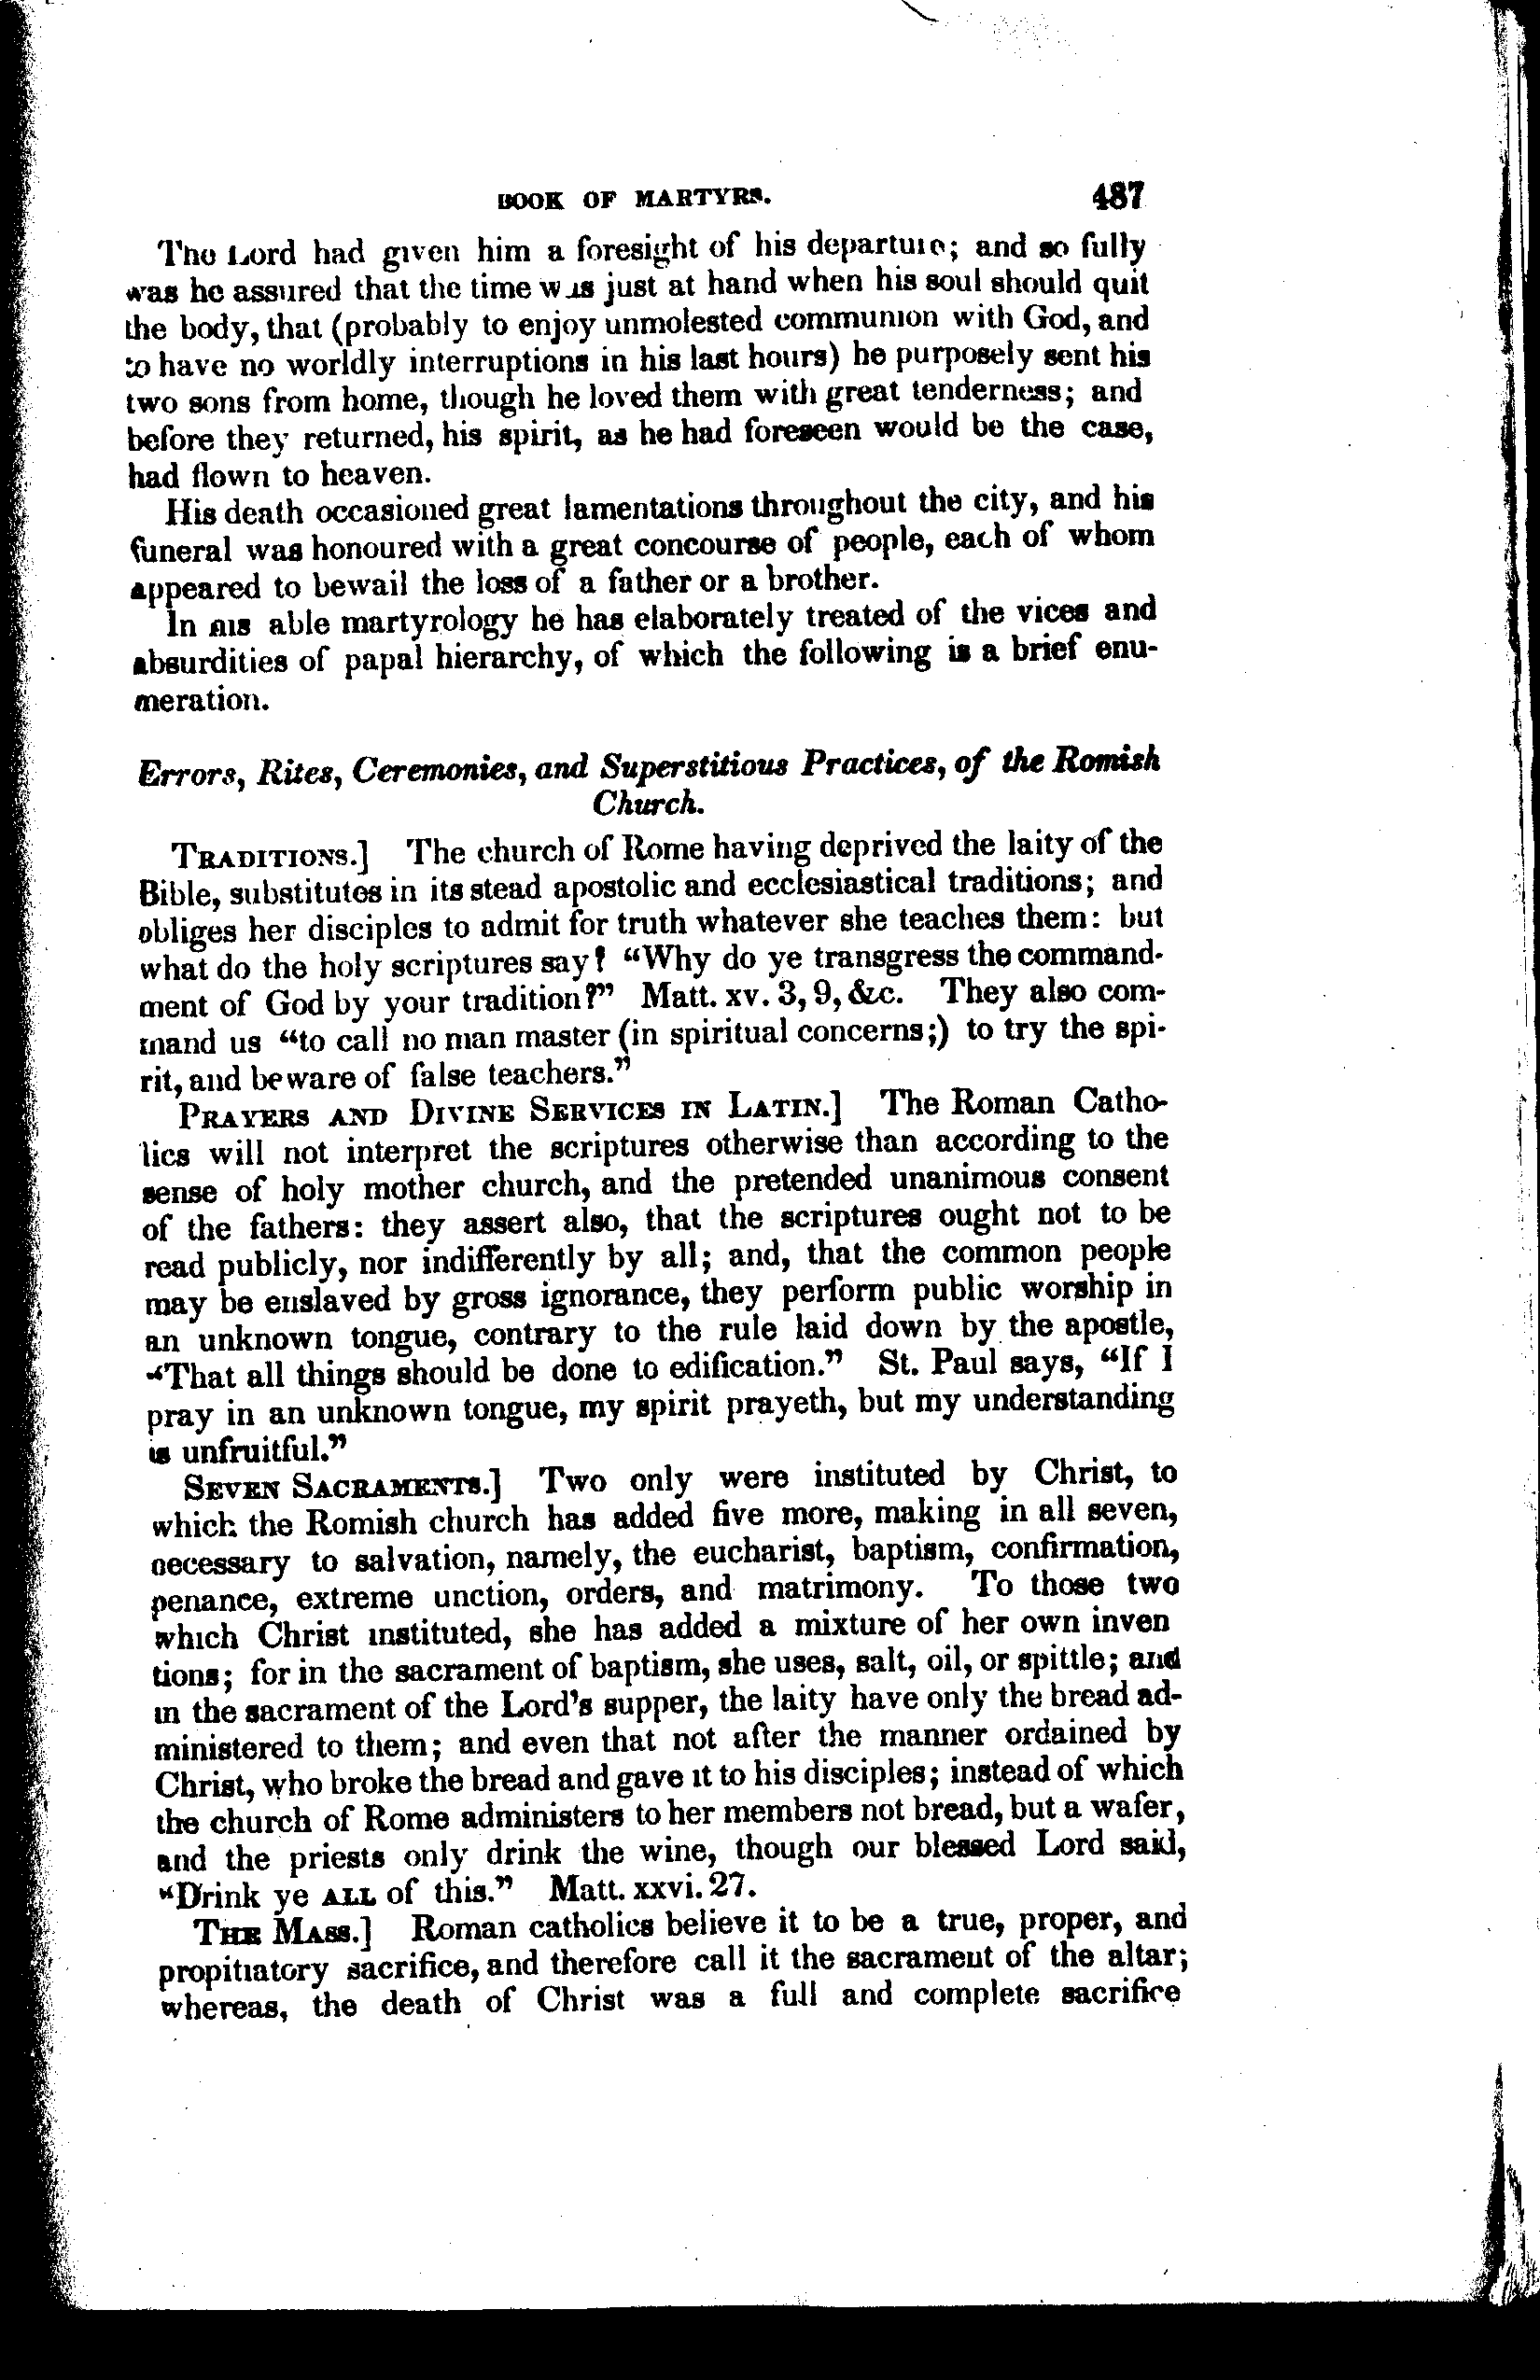 BOOK OF MARTYRS. 487
The Lord had given him a foresight of his departure; and so fully
was he assured that the time was just at hand when his soul should quit
the body, that (probably to enjoy unmolested communion with God, and
to have no worldly interruptions in his last hours) he purposely sent his
two sons from home, though he loved them with great tenderness; and
before they returned, his spirit, as he had foreseen would be the case,
had flown to heaven.
His death occasioned great lamentations throughout the city, and his
funeral was honoured with a great concourse of people, each of whom
appeared to bewail the loss of a father or a brother.
In his able martyrology he has elaborately treated of the vices and
absurdities of papal hierarchy, of which the following is a brief enu-
meration.
Errors, Rites, Ceremonies, and Superstitious Practices, of the Romish
Church.
TRADITIONS.] The church of Rome having deprived the laity of the
Bible, substitutes in its stead apostolic and ecclesiastical traditions; and
obliges her disciples to admit for truth whatever she teaches them: but
what do the holy scriptures say? "Why do ye transgress the command-
ment of God by your tradition?" Matt. xv. 3, 9, &c. They also com-
mand us "to call no man master (in spiritual concerns;) to try the spi-
rit, and beware of false teachers."
PRAYERS AND DIVINE SERVICES IN LATIN.] The Roman Catho-
lics will not interpret the scriptures otherwise than according to the
sense of holy mother church, and the pretended unanimous consent
of the fathers: they assert also, that the scriptures ought not to be
read publicly, nor indifferently by all; and, that the common people
may be enslaved by gross ignorance, they perform public worship in
an unknown tongue, contrary to the rule laid down by the apostle,
"That all things should be done to edification." St. Paul says, "If I
pray in an unknown tongue, my spirit prayeth, but my understanding
is unfruitful."
SEVEN SACRAMENTS.] Two only were instituted by Christ, to
which the Romish church has added five more, making in all seven,
necessary to salvation, namely, the eucharist, baptism, confirmation,
penance, extreme unction, orders, and matrimony. To those two
which Christ instituted, she has added a mixture of her own inven
tions; for in the sacrament of baptism, she uses, salt, oil, or spittle; and
in the sacrament of the Lord's supper, the laity have only the bread ad-
ministered to them; and even that not after the manner ordained by
Christ, who broke the bread and gave it to his disciples; instead of which
the church of Rome administers to her members not bread, but a wafer,
and the priests only drink the wine, though our blessed Lord said,
"Drink ye ALL of this." Matt. xxvi. 27.
THE MASS.] Roman catholics believe it to be a true, proper, and
propitiatory sacrifice, and therefore call it the sacrament of the altar;
whereas, the death of Christ was a full and complete sacrifice